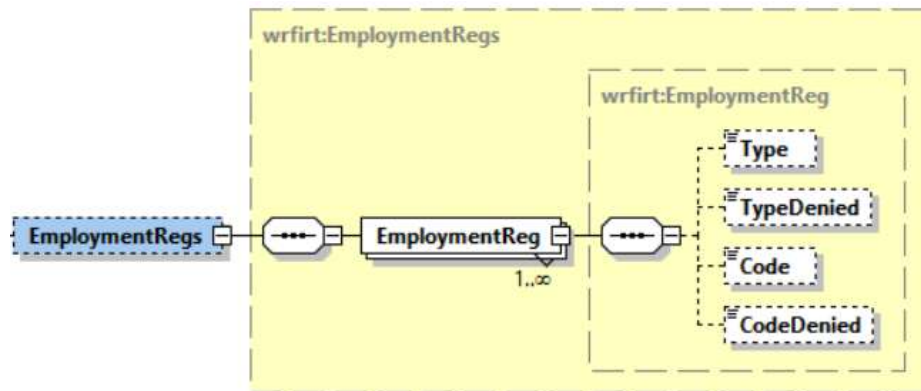 wrfirt:EmploymentRegs
wrfirt:EmploymentReg
Type
TypeDenied
EmploymentRegs
EmploymentReg
1..∞
Code
CodeDenied